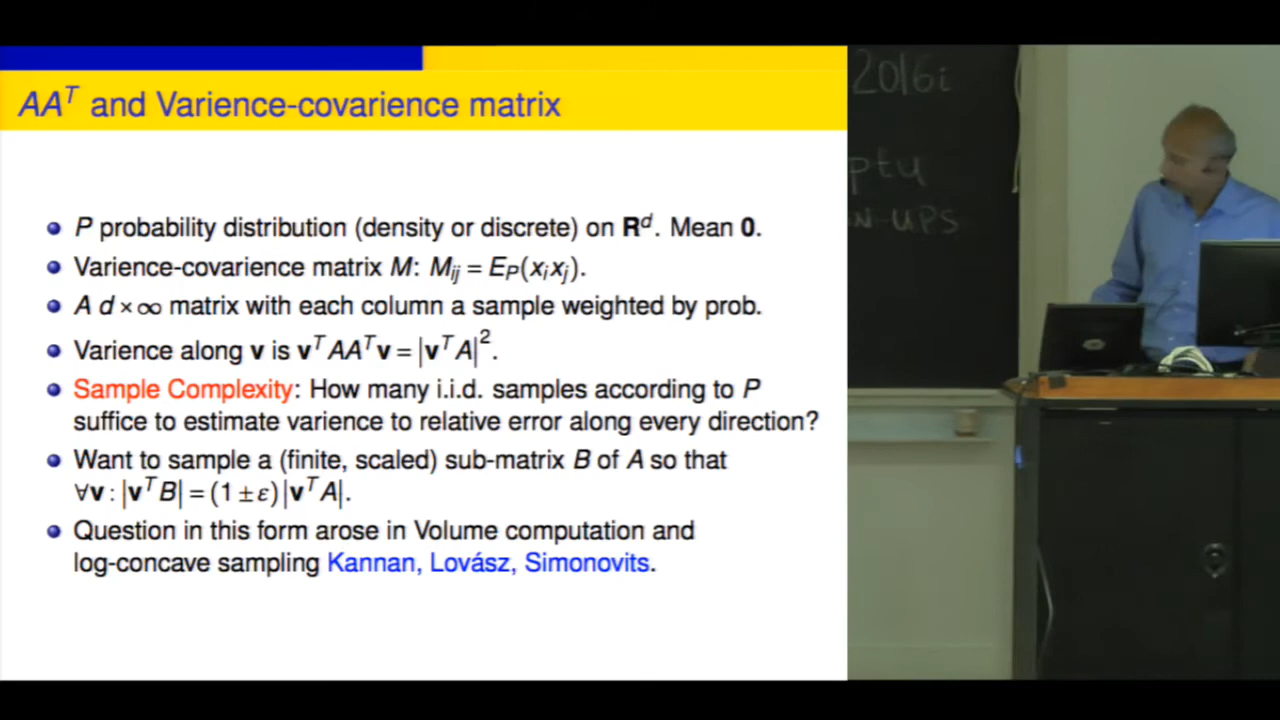 AA^T and Varience-covarience matrix
P probability distribution (density or discrete) on R^d. Mean 0.
Varience-covarience matrix M: M_ij = E_P(x_i x_j).
A d × ∞ matrix with each column a sample weighted by prob.
Varience along v is v^T AA^T v = |v^T A|^2.
Sample Complexity: How many i.i.d. samples according to P
suffice to estimate varience to relative error along every direction?
Want to sample a (finite, scaled) sub-matrix B of A so that
∀v : |v^T B| = (1 ± ε) |v^T A|.
Question in this form arose in Volume computation and
log-concave sampling Kannan, Lovász, Simonovits.
2016i